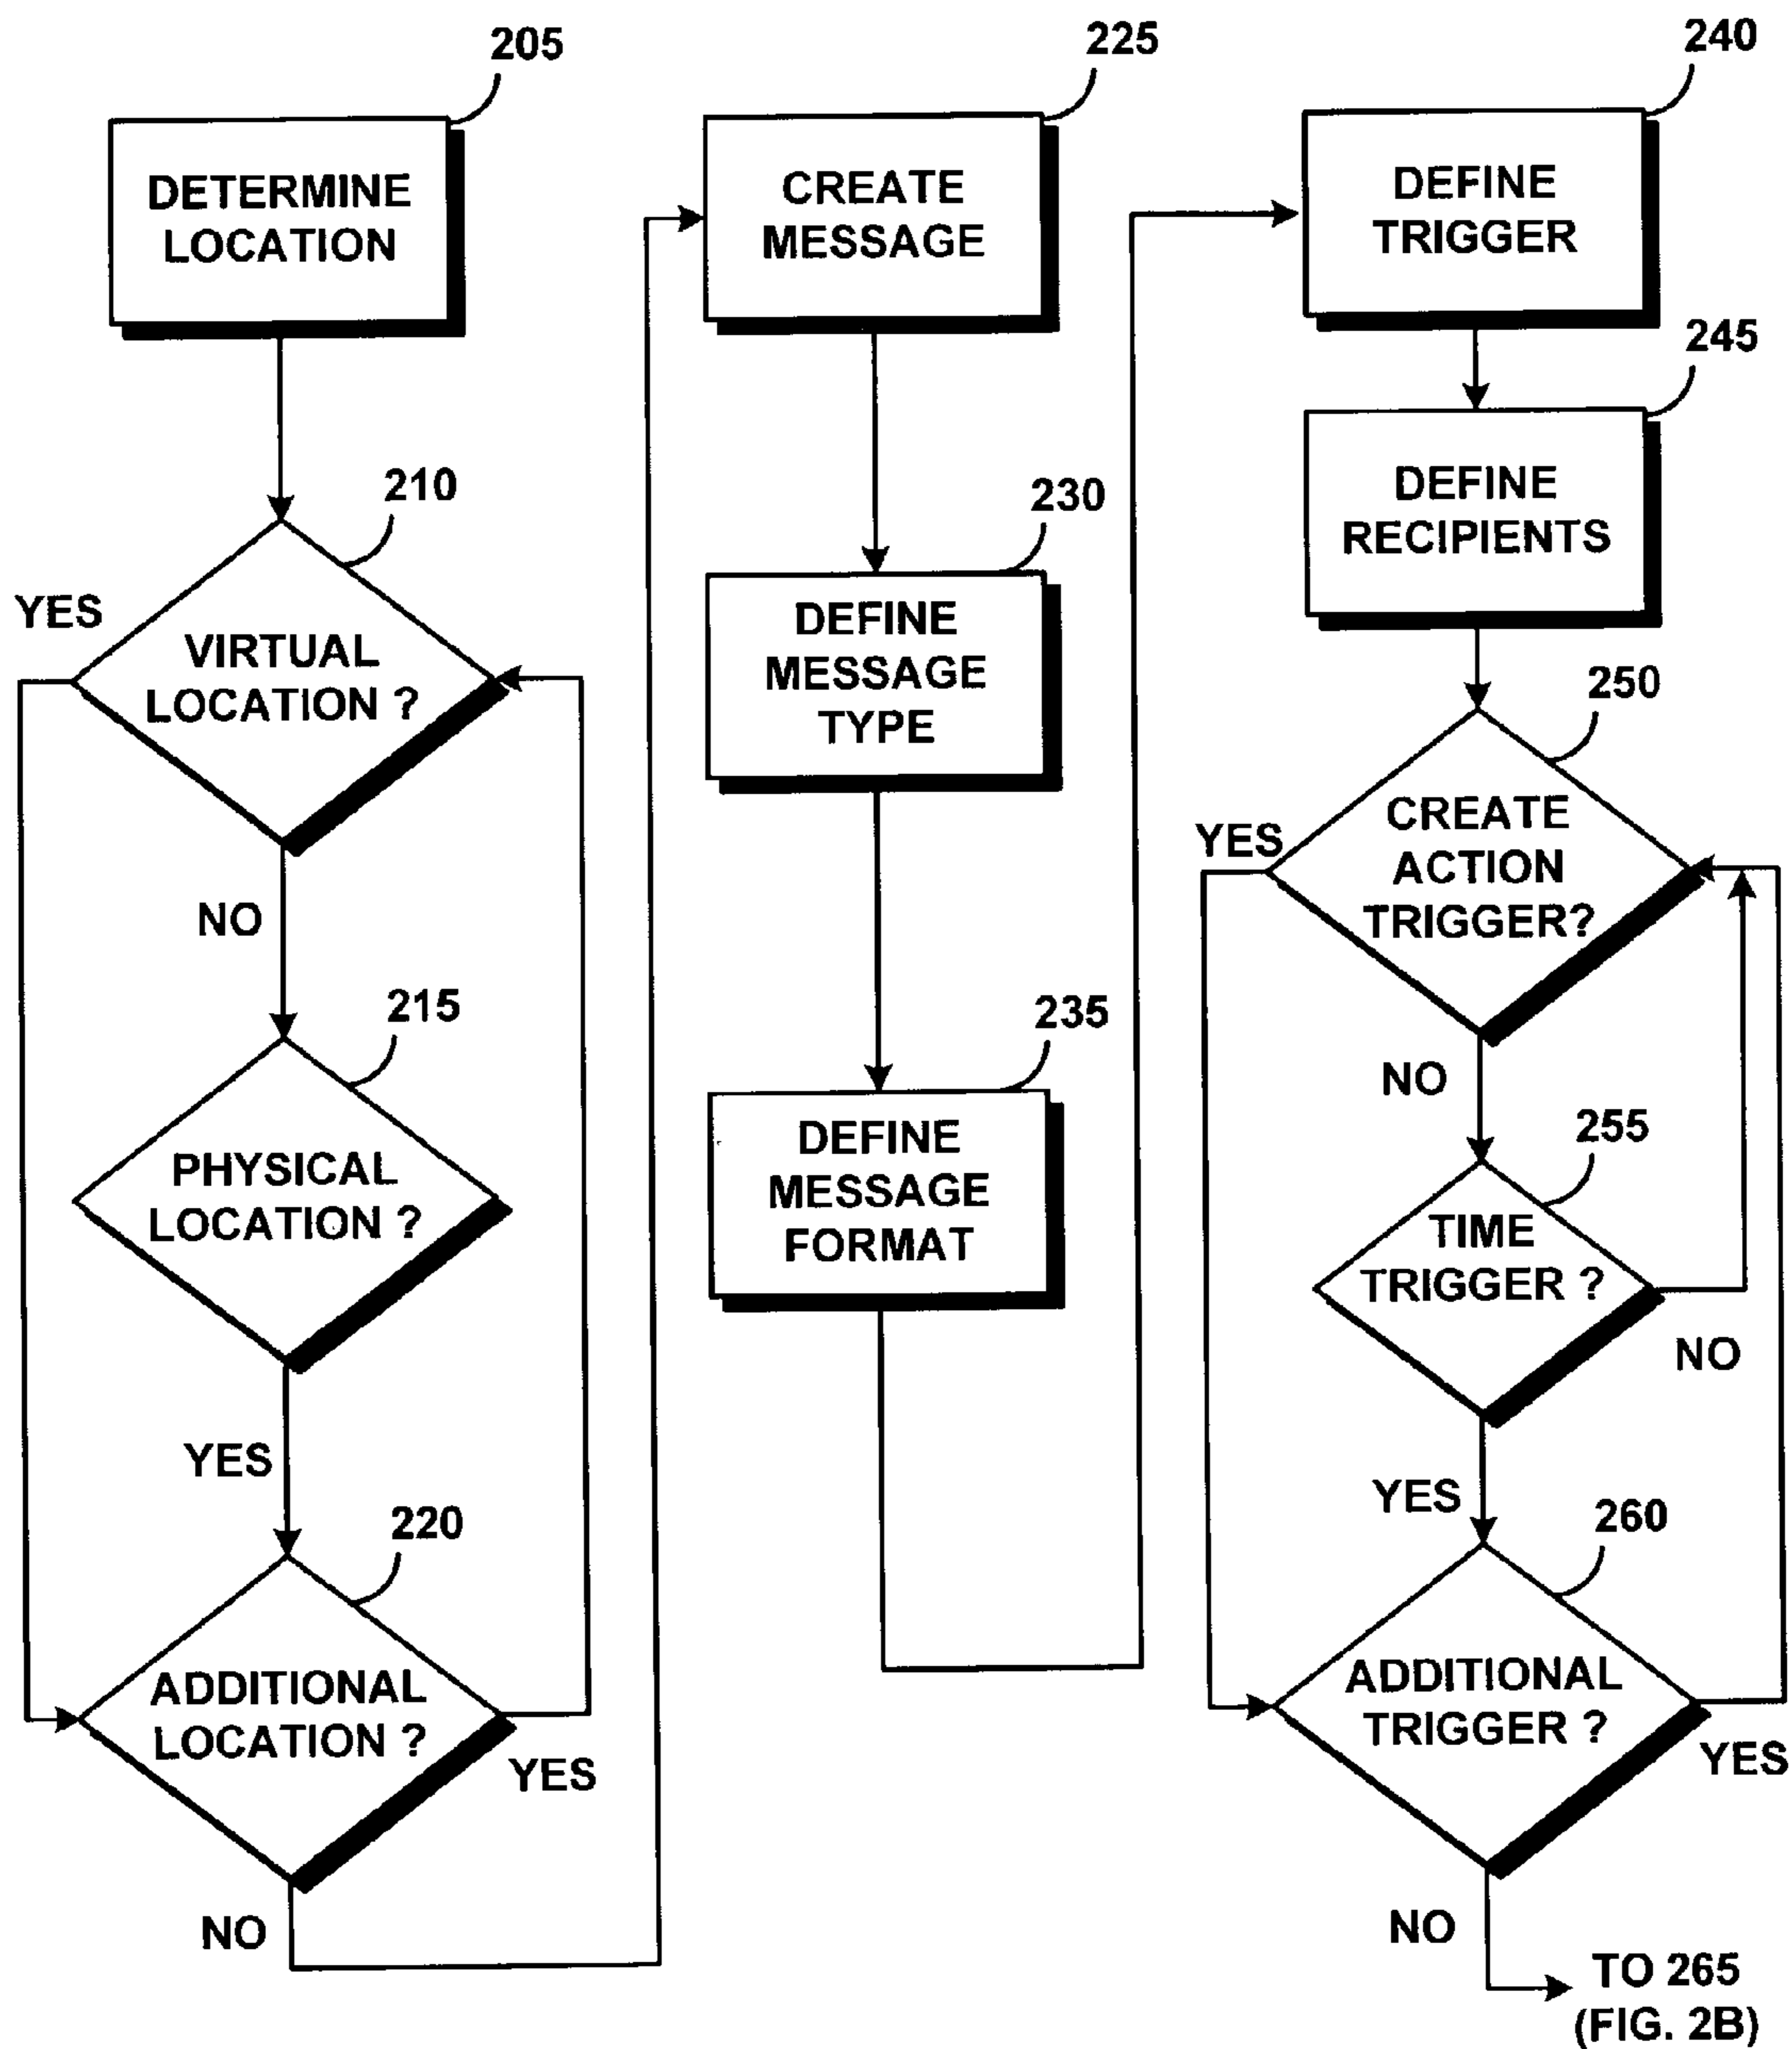 205
DETERMINE
LOCATION
210
YES
VIRTUAL
LOCATION ?
NO
215
PHYSICAL
LOCATION ?
YES
220
ADDITIONAL
LOCATION ?
YES
NO
225
CREATE
MESSAGE
230
DEFINE
MESSAGE
TYPE
235
DEFINE
MESSAGE
FORMAT
240
DEFINE
TRIGGER
245
DEFINE
RECIPIENTS
250
YES
CREATE
ACTION
TRIGGER?
NO
255
TIME
TRIGGER ?
NO
YES
260
ADDITIONAL
TRIGGER ?
YES
NO
TO 265
(FIG. 2B)